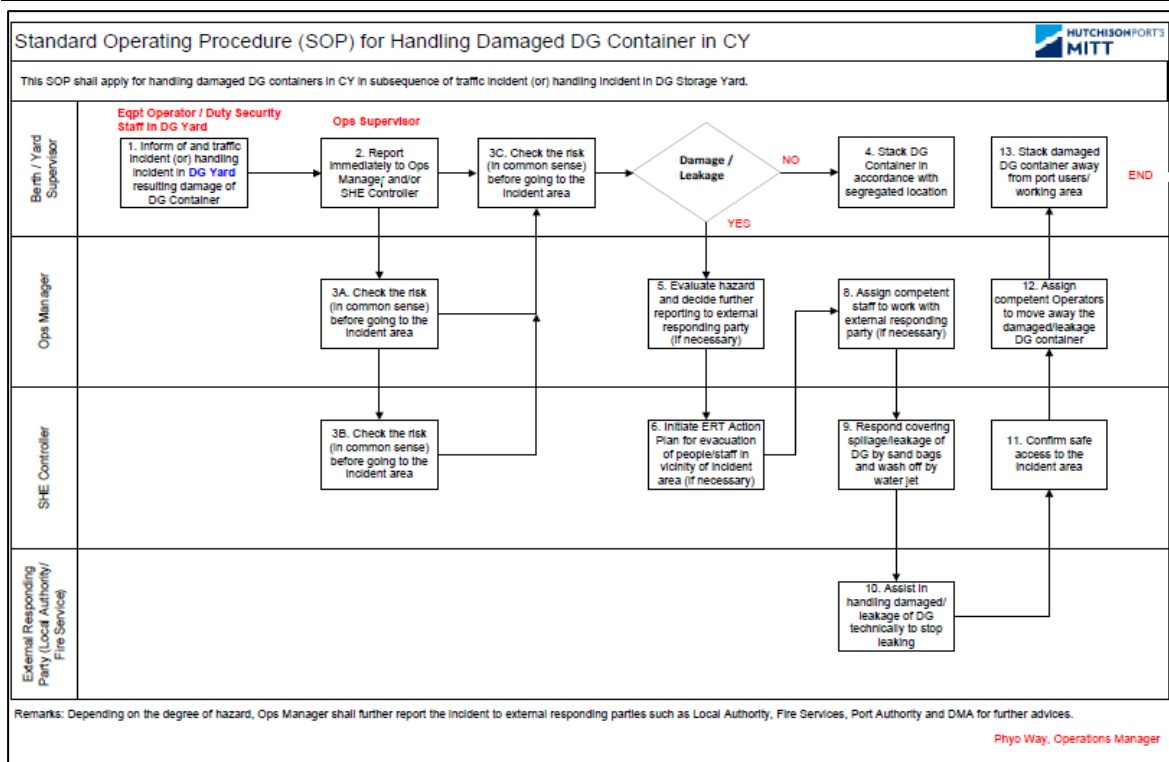 Standard Operating Procedure (SOP) for Handling Damaged DG Container in CY
HUTCHISON PORTS
MITT
This SOP shall apply for handling damaged DG containers in CY in subsequence of traffic incident (or) handling incident in DG Storage Yard.
Berth / Yard
Supervisor
Eqpt Operator / Duty Security
Staff in DG Yard
1. Inform of and traffic
incident (or) handling
incident in DG Yard
resulting damage of
DG Container
Ops Supervisor
2. Report
immediately to Ops
Manager and/or
SHE Controller
3C. Check the risk
(in common sense)
before going to the
incident area
Damage /
Leakage
NO
YES
4. Stack DG
Container in
accordance with
segregated location
13. Stack damaged
DG container away
from port users/
working area
END
Ops Manager
3A. Check the risk
(in common sense)
before going to the
incident area
5. Evaluate hazard
and decide further
reporting to external
responding party
(if necessary)
8. Assign competent
staff to work with
external responding
party (if necessary)
12. Assign
competent Operators
to move away the
damaged/leakage
DG container
SHE Controller
3B. Check the risk
(in common sense)
before going to the
incident area
6. Initiate ERT Action
Plan for evacuation
of people/staff in
vicinity of incident
area (if necessary)
9. Respond covering
spillage/leakage of
DG by sand bags
and wash off by
water jet
11. Confirm safe
access to the
incident area
External Responding
Party (Local Authority/
Fire Service)
10. Assist in
handling damaged/
leakage of DG
technically to stop
leaking
Remarks: Depending on the degree of hazard, Ops Manager shall further report the incident to external responding parties such as Local Authority, Fire Services, Port Authority and DMA for further advices.
Phyo Way, Operations Manager